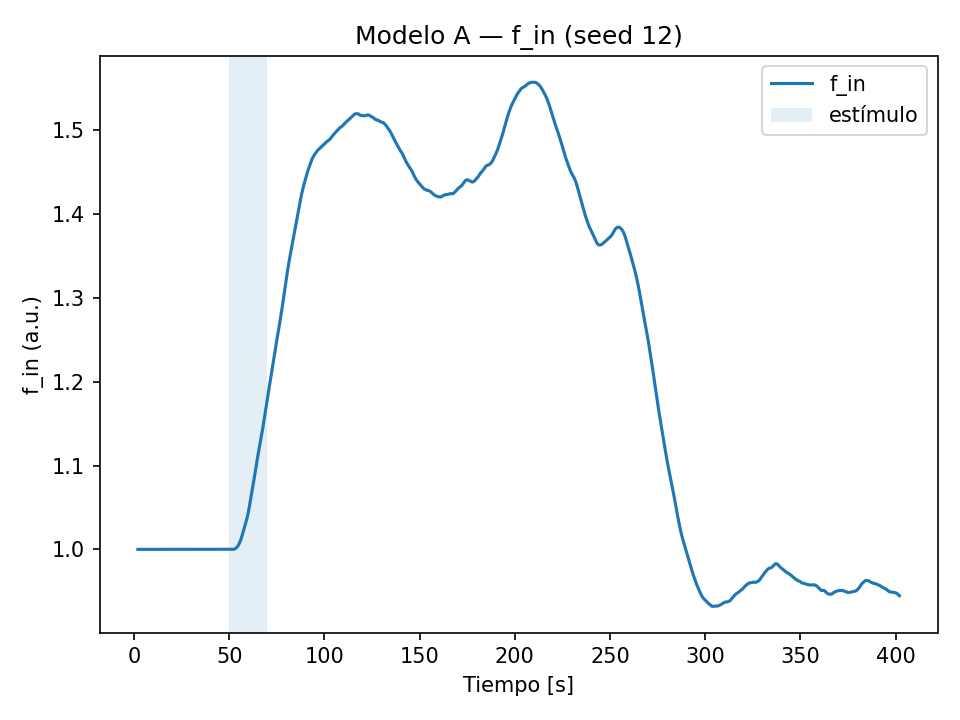 Modelo A — f_in (seed 12)
f_in
estímulo
f_in (a.u.)
1.5
1.4
1.3
1.2
1.1
1.0
0 50 100 150 200 250 300 350 400
Tiempo [s]